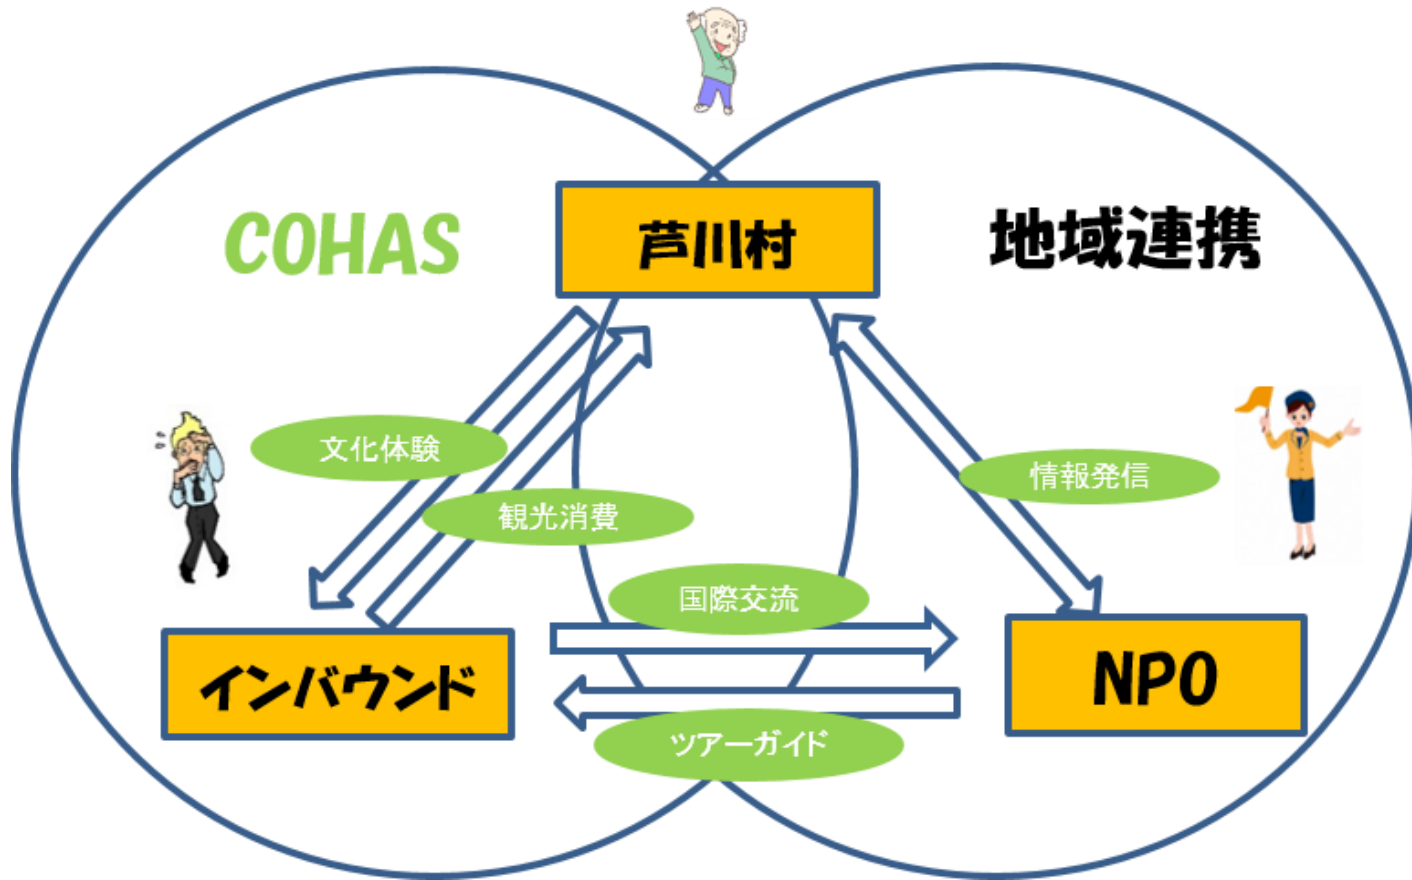 COHAS
芦川村
地域連携
文化体験
観光消費
情報発信
国際交流
インバウンド
NPO
ツアーガイド